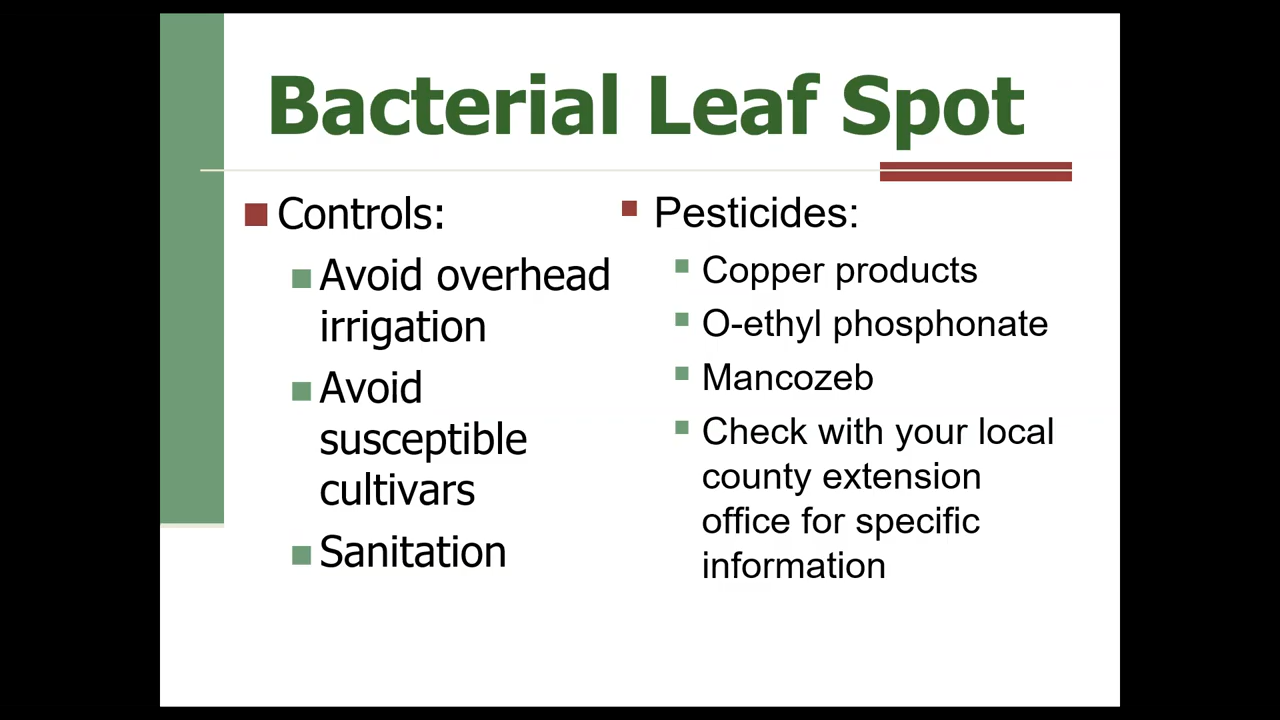 Bacterial Leaf Spot
Controls:
Avoid overhead
irrigation
Avoid
susceptible
cultivars
Sanitation
Pesticides:
Copper products
O-ethyl phosphonate
Mancozeb
Check with your local
county extension
office for specific
information